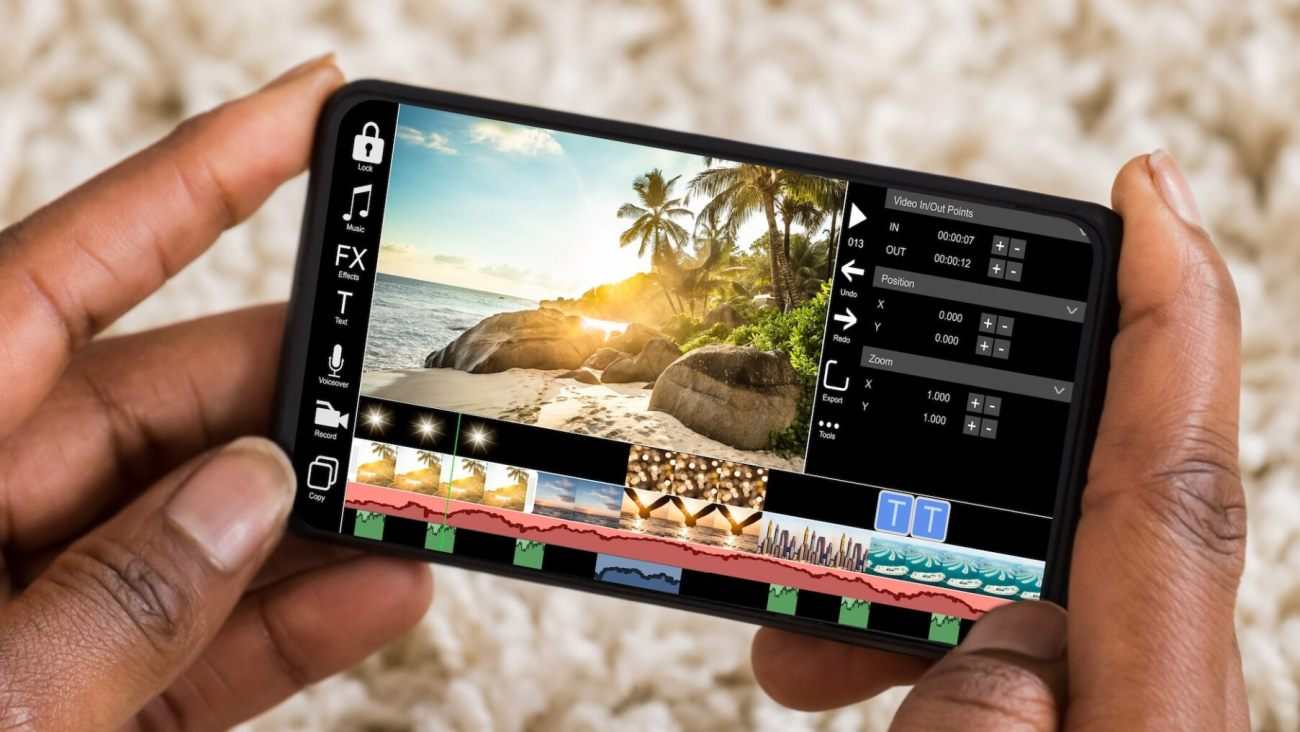 Lock
Music
FX
Effects
T
Text
Voiceover
Record
Copy
013
Undo
Redo
Export
Tools
Video In/Out Points
IN 00:00:07 + -
OUT 00:00:12 + -
Position
X 0.000 + -
Y 0.000 + -
Zoom
X 1.000 + -
Y 1.000 + -
T T